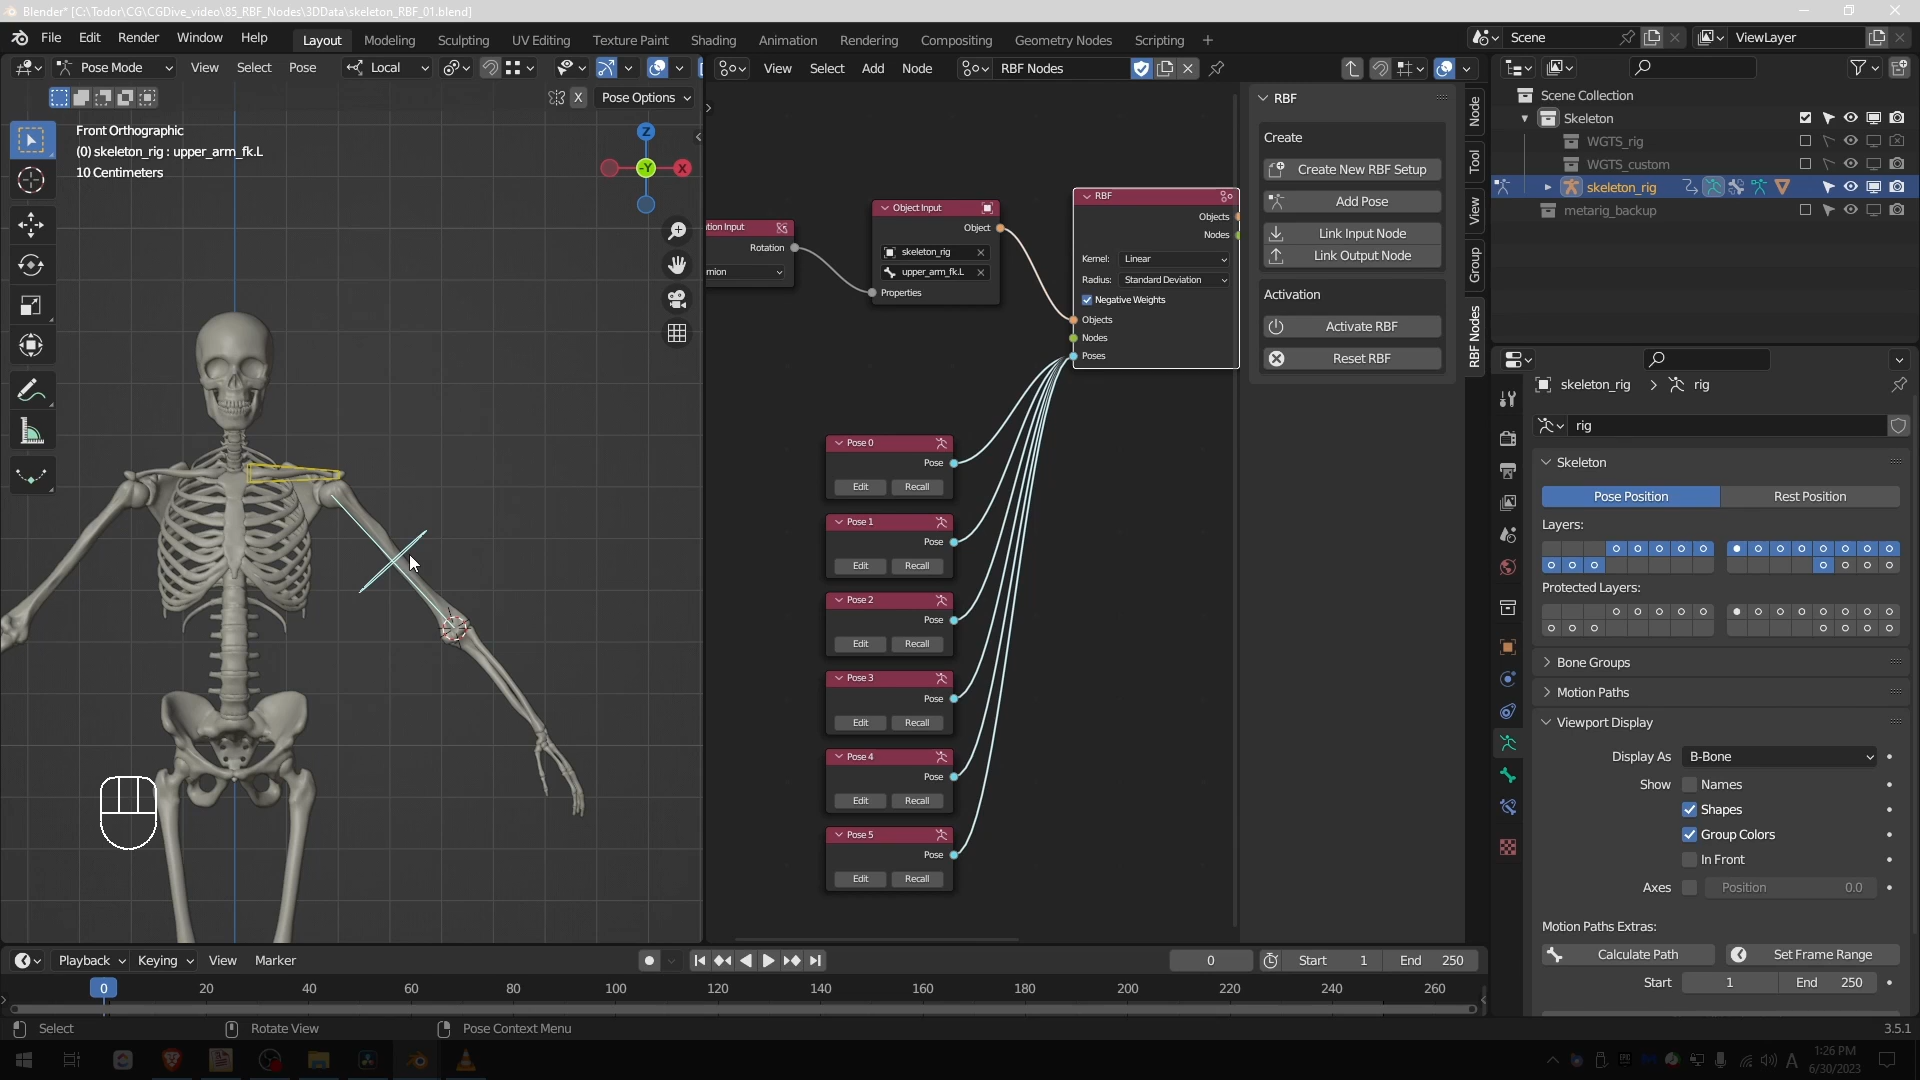 Blender* [C:\Todor\CG\CGDive_video\85_RBF_Nodes\3DData\skeleton_RBF_01.blend]
File Edit Render Window Help
Layout Modeling Sculpting UV Editing Texture Paint Shading Animation Rendering Compositing Geometry Nodes Scripting +
Scene
ViewLayer
Pose Mode View Select Pose Local
View Select Add Node RBF Nodes
X Pose Options
Front Orthographic
(0) skeleton_rig : upper_arm_fk.L
10 Centimeters
Z
-Y
X
tion Input
Rotation
rnion
Object Input
Object
skeleton_rig
upper_arm_fk.L
Properties
RBF
Objects
Nodes
Kernel: Linear
Radius: Standard Deviation
Negative Weights
Objects
Nodes
Poses
Pose 0
Pose
Edit Recall
Pose 1
Pose
Edit Recall
Pose 2
Pose
Edit Recall
Pose 3
Pose
Edit Recall
Pose 4
Pose
Edit Recall
Pose 5
Pose
Edit Recall
RBF
Create
Create New RBF Setup
Add Pose
Link Input Node
Link Output Node
Activation
Activate RBF
Reset RBF
Node
Tool
View
Group
RBF Nodes
Scene Collection
Skeleton
WGTS_rig
WGTS_custom
skeleton_rig
metarig_backup
skeleton_rig > rig
rig
Skeleton
Pose Position Rest Position
Layers:
Protected Layers:
Bone Groups
Motion Paths
Viewport Display
Display As B-Bone
Show Names
Shapes
Group Colors
In Front
Axes Position 0.0
Motion Paths Extras:
Calculate Path Set Frame Range
Start 1 End 250
Playback Keying View Marker
0 Start 1 End 250
0 20 40 60 80 100 120 140 160 180 200 220 240 260
Select Rotate View Pose Context Menu 3.5.1
A 1:26 PM
6/30/2023